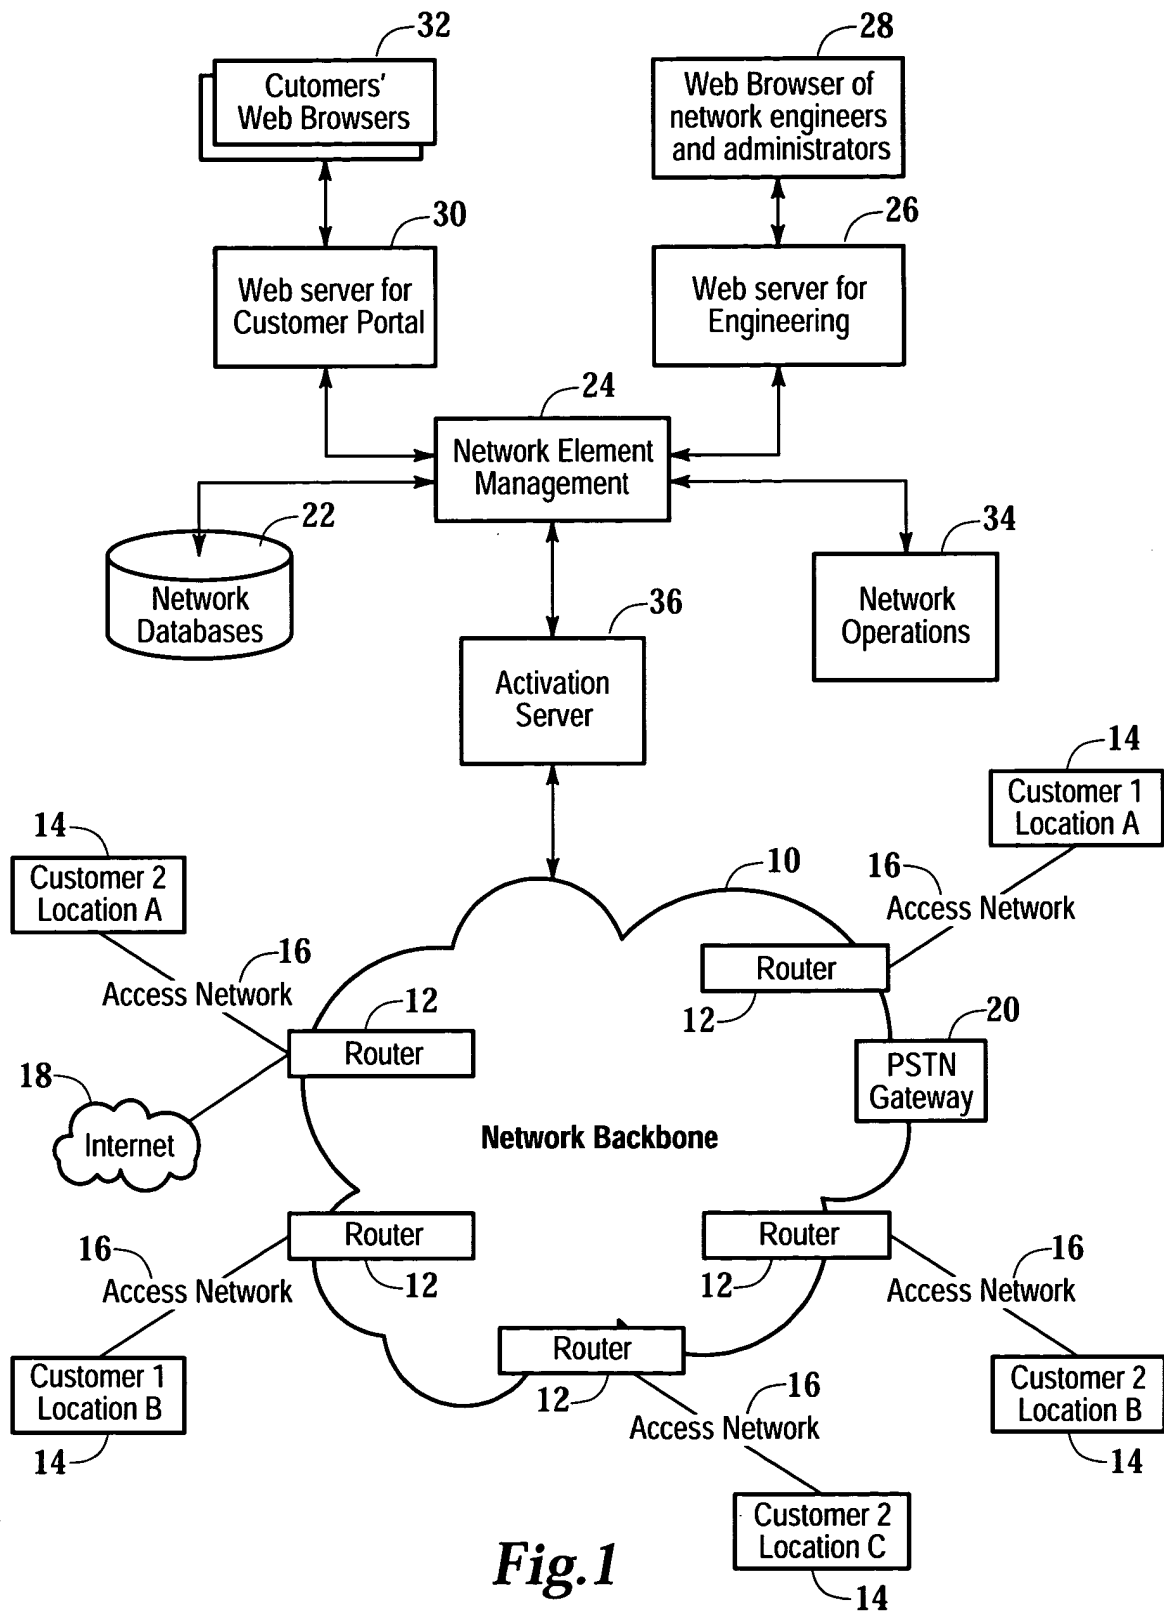 32
Cutomers'
Web Browsers
28
Web Browser of
network engineers
and administrators
30
Web server for
Customer Portal
26
Web server for
Engineering
24
Network Element
Management
22
Network
Databases
34
Network
Operations
36
Activation
Server
14
Customer 1
Location A
14
Customer 2
Location A
10
16
Access Network
16
Access Network
Router
12
12
Router
20
PSTN
Gateway
18
Internet
Network Backbone
Router
12
16
Access Network
Router
12
16
Access Network
Router
12
16
Access Network
Customer 1
Location B
14
Customer 2
Location B
14
Customer 2
Location C
14
Fig.1